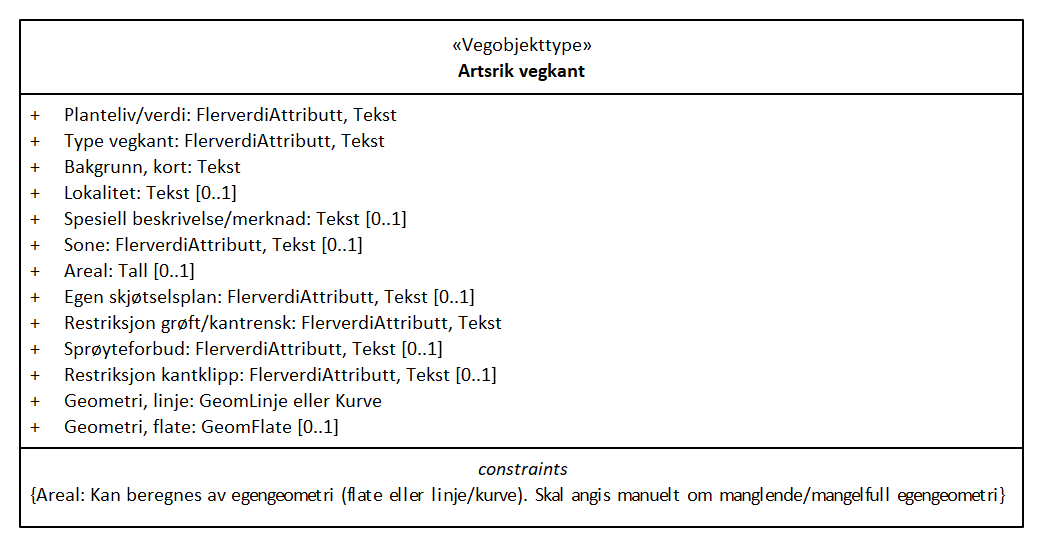 «Vegobjekttype»
Artsrik vegkant
+ Planteliv/verdi: FlerverdiAttributt, Tekst
+ Type vegkant: FlerverdiAttributt, Tekst
+ Bakgrunn, kort: Tekst
+ Lokalitet: Tekst [0..1]
+ Spesiell beskrivelse/merknad: Tekst [0..1]
+ Sone: FlerverdiAttributt, Tekst [0..1]
+ Areal: Tall [0..1]
+ Egen skjøtselsplan: FlerverdiAttributt, Tekst [0..1]
+ Restriksjon grøft/kantrensk: FlerverdiAttributt, Tekst
+ Sprøyteforbud: FlerverdiAttributt, Tekst [0..1]
+ Restriksjon kantklipp: FlerverdiAttributt, Tekst [0..1]
+ Geometri, linje: GeomLinje eller Kurve
+ Geometri, flate: GeomFlate [0..1]
constraints
{Areal: Kan beregnes av egengeometri (flate eller linje/kurve). Skal angis manuelt om manglende/mangelfull egengeometri}